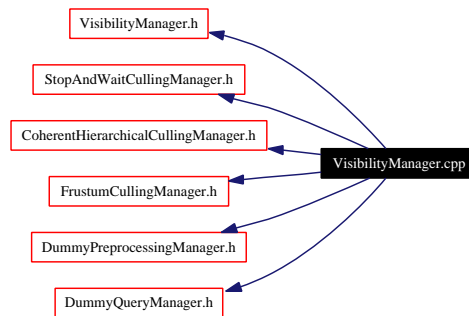 VisibilityManager.h
StopAndWaitCullingManager.h
CoherentHierarchicalCullingManager.h
VisibilityManager.cpp
FrustumCullingManager.h
DummyPreprocessingManager.h
DummyQueryManager.h